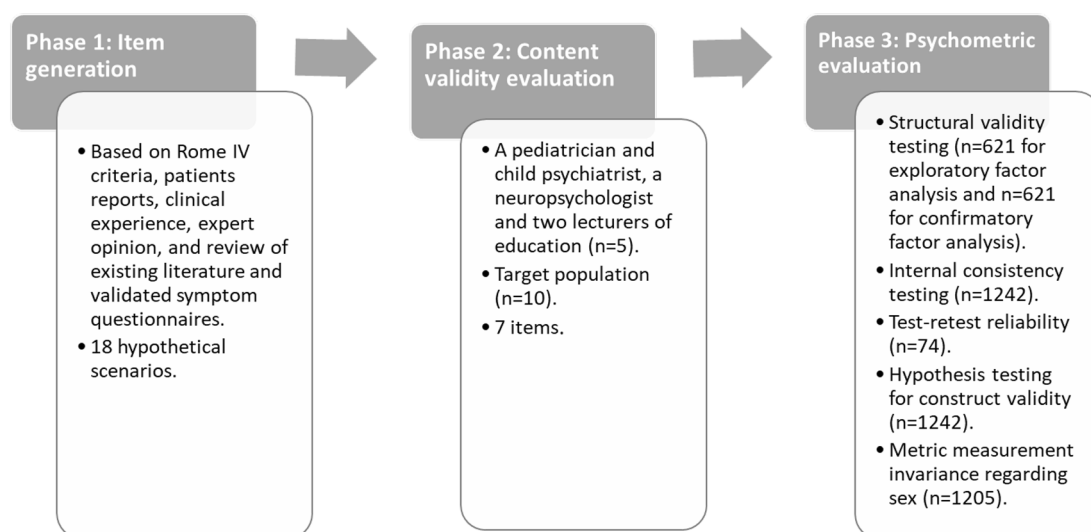 Phase 1: Item
generation
• Based on Rome IV
criteria, patients
reports, clinical
experience, expert
opinion, and review of
existing literature and
validated symptom
questionnaires.
• 18 hypothetical
scenarios.
Phase 2: Content
validity evaluation
• A pediatrician and
child psychiatrist, a
neuropsychologist
and two lecturers of
education (n=5).
• Target population
(n=10).
• 7 items.
Phase 3: Psychometric
evaluation
• Structural validity
testing (n=621 for
exploratory factor
analysis and n=621
for confirmatory
factor analysis).
• Internal consistency
testing (n=1242).
• Test-retest reliability
(n=74).
• Hypothesis testing
for construct validity
(n=1242).
• Metric measurement
invariance regarding
sex (n=1205).